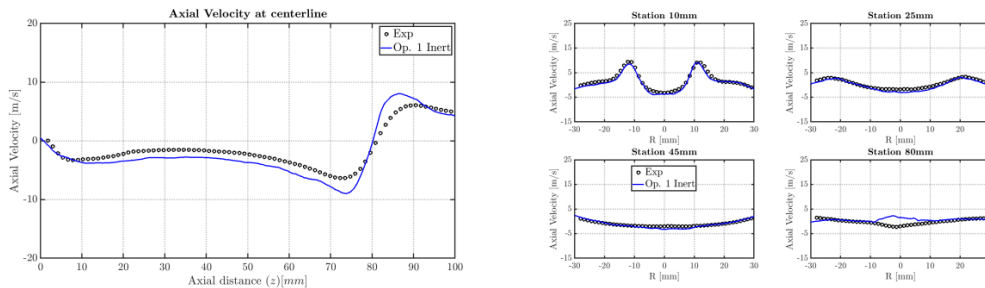 Axial Velocity at centerline
20
10
0
-10
-20
Axial Velocity [m/s]
Exp
Op. 1 Inert
0 10 20 30 40 50 60 70 80 90 100
Axial distance (z)[mm]
Station 10mm
25
15
5
-5
-15
Axial Velocity [m/s]
-30 -20 -10 0 10 20 30
R [mm]
Station 25mm
25
15
5
-5
-15
Axial Velocity [m/s]
-30 -20 -10 0 10 20
R [mm]
Station 45mm
25
15
5
-5
-15
Axial Velocity [m/s]
Exp
Op. 1 Inert
-30 -20 -10 0 10 20 30
R [mm]
Station 80mm
25
15
5
-5
-15
Axial Velocity [m/s]
-30 -20 -10 0 10 20
R [mm]